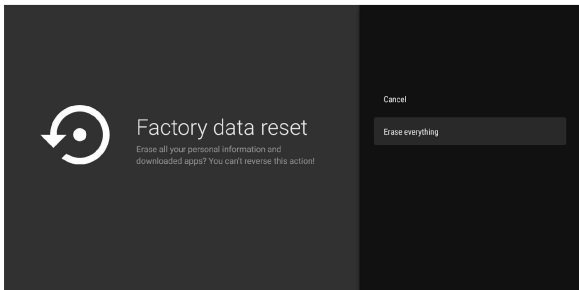 Factory data reset
Erase all your personal information and
downloaded apps? You can't reverse this action!
Cancel
Erase everything